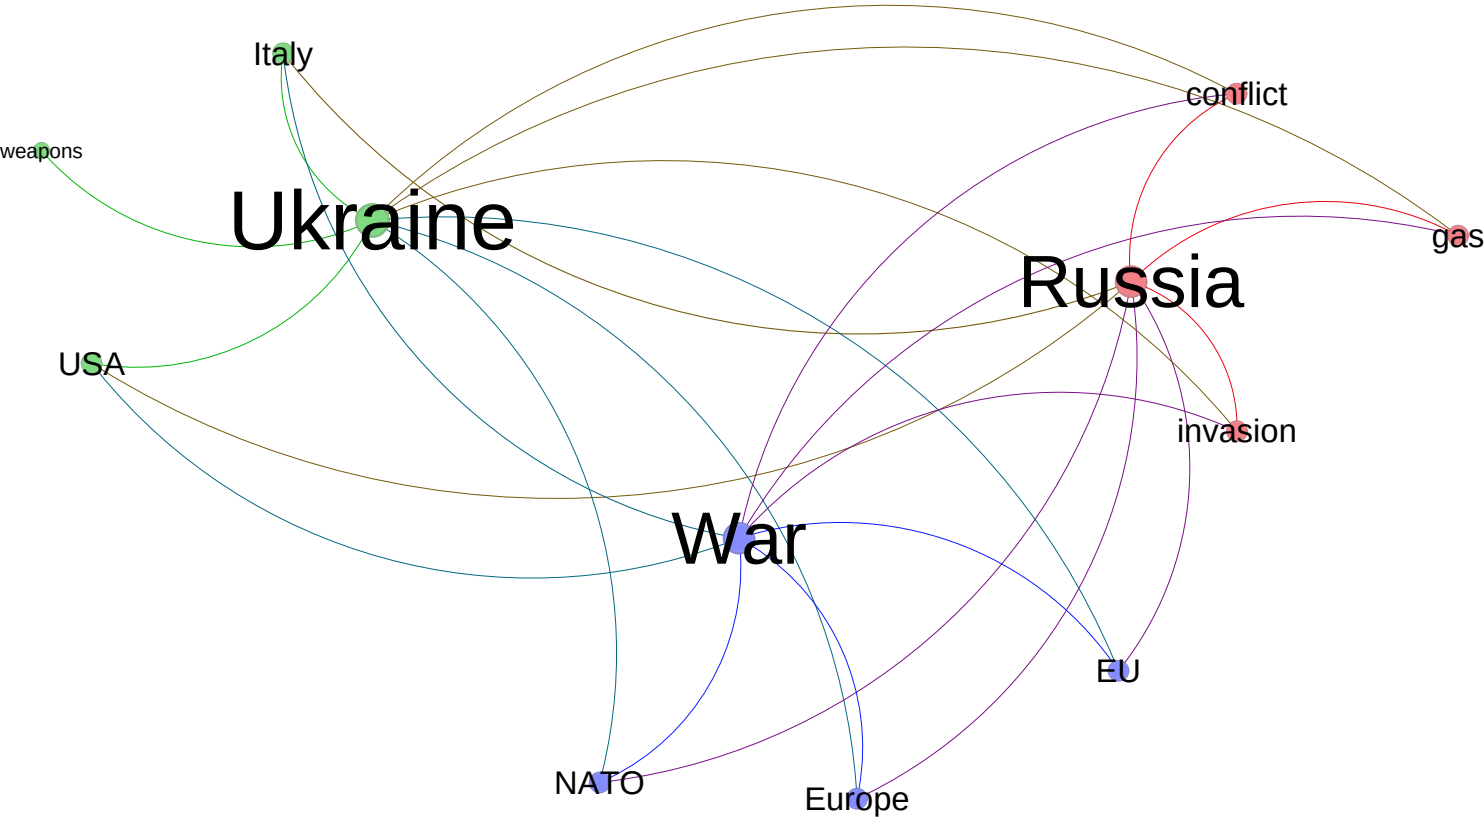 Italy
conflict
weapons
Ukraine
gas
Russia
USA
invasion
War
EU
NATO
Europe